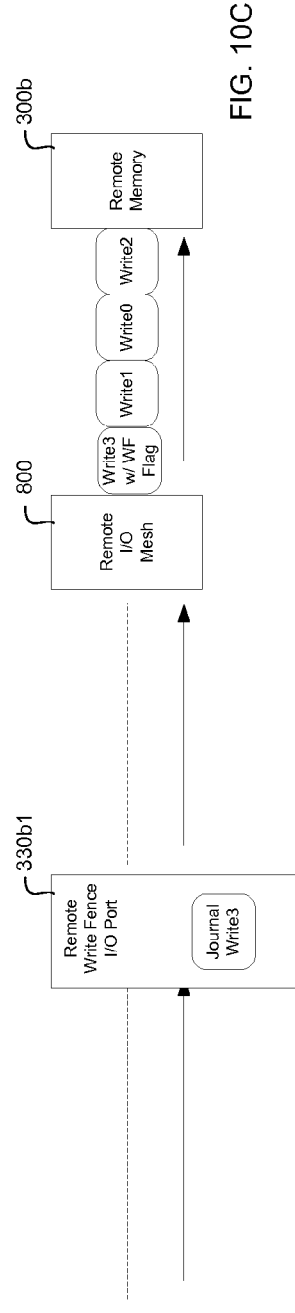 330b1
Remote
Write Fence
I/O Port
Journal
Write3
800
Remote
I/O
Mesh
Write3
w/ WF
Flag
Write1
Write0
Write2
300b
Remote
Memory
FIG. 10C